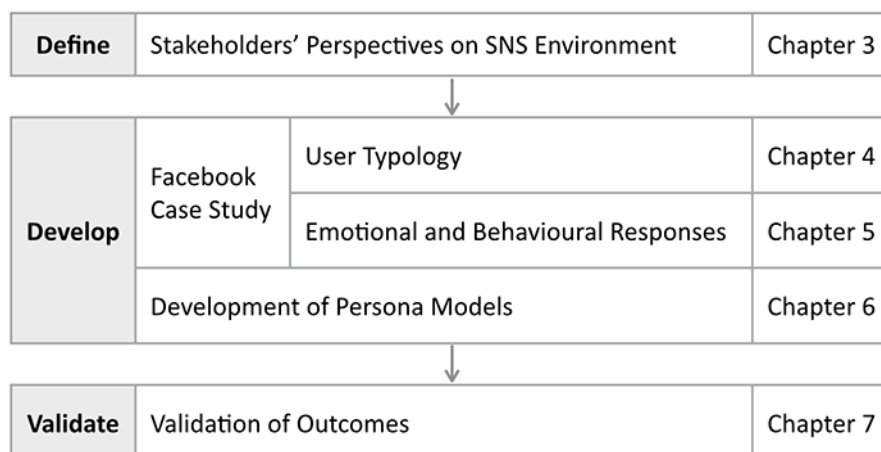 Define
Stakeholders’ Perspectives on SNS Environment
Chapter 3
Develop
Facebook
Case Study
User Typology
Chapter 4
Emotional and Behavioural Responses
Chapter 5
Development of Persona Models
Chapter 6
Validate
Validation of Outcomes
Chapter 7